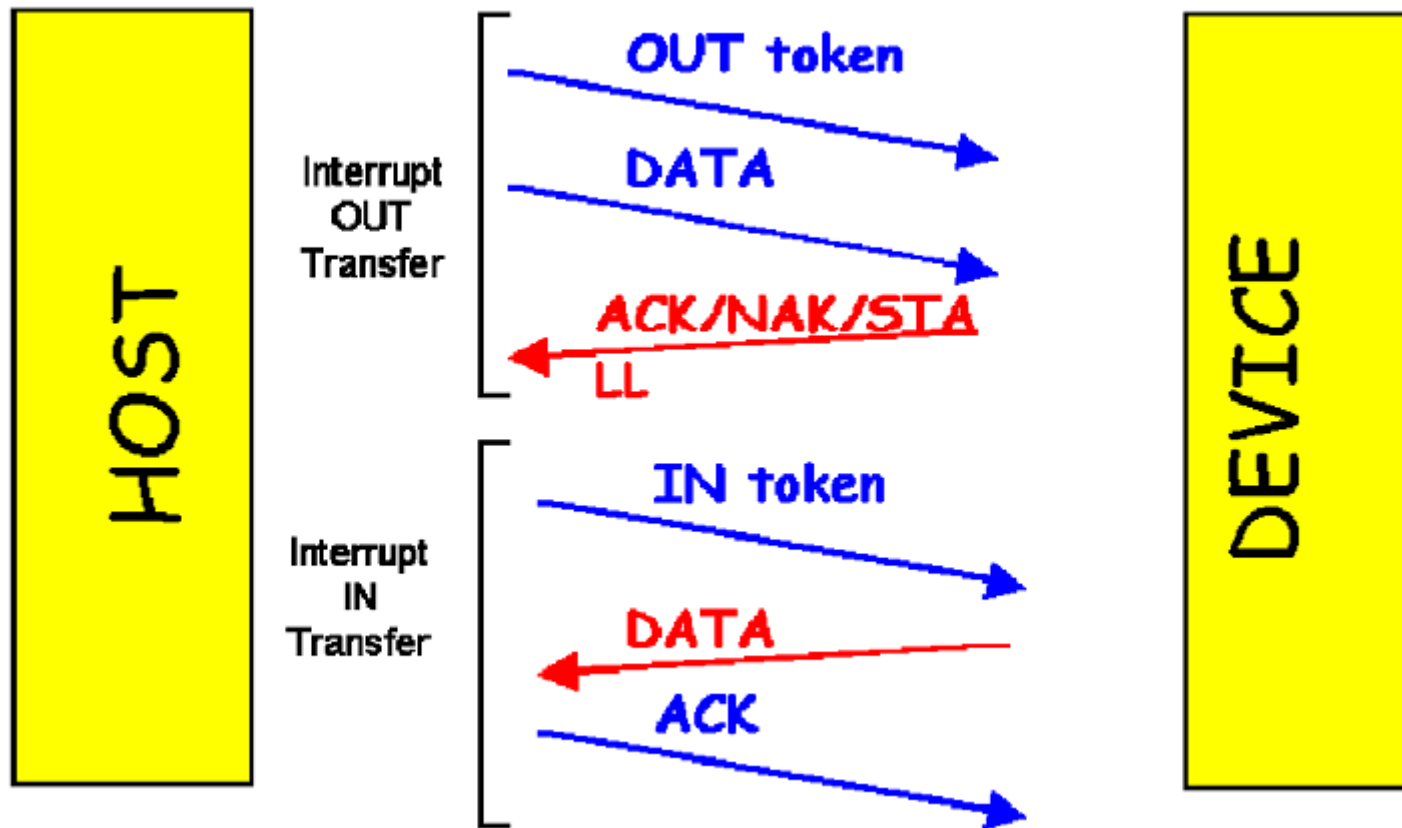 HOST
Interrupt
OUT
Transfer
OUT token
DATA
ACK/NAK/STA
LL
Interrupt
IN
Transfer
IN token
DATA
ACK
DEVICE